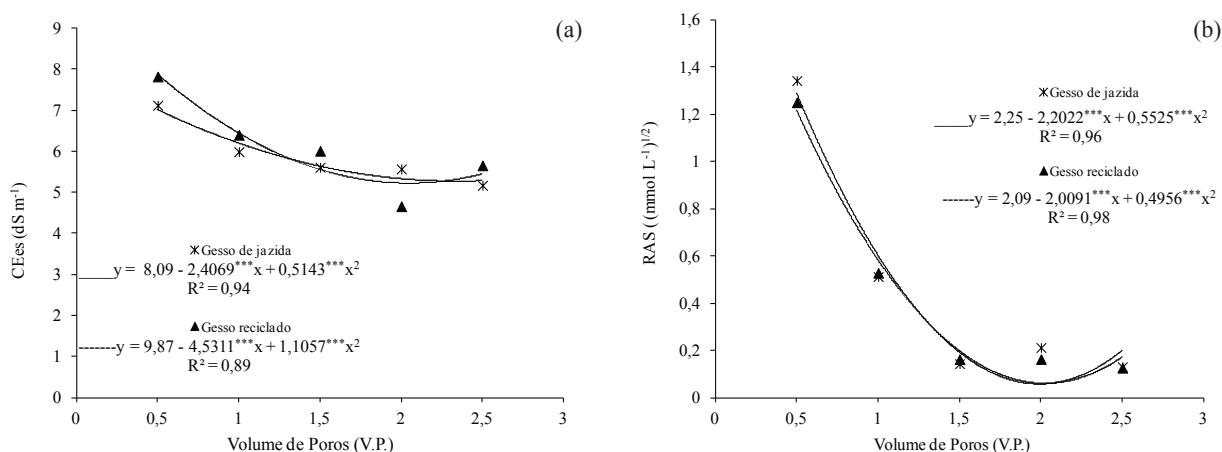 (a)
9
8
7
6
5
4
3
2
1
0
CEes (dS m⁻¹)
Gesso de jazida
y = 8,09 - 2,4069***x + 0,5143***x²
R² = 0,94
Gesso reciclado
y = 9,87 - 4,5311***x + 1,1057***x²
R² = 0,89
0 0,5 1 1,5 2 2,5 3
Volume de Poros (V.P.)
(b)
1,6
1,4
1,2
1
0,8
0,6
0,4
0,2
0
RAS ((mmol L⁻¹)¹/²)
Gesso de jazida
y = 2,25 - 2,2022***x + 0,5525***x²
R² = 0,96
Gesso reciclado
y = 2,09 - 2,0091***x + 0,4956***x²
R² = 0,98
0 0,5 1 1,5 2 2,5 3
Volume de Poros (V.P.)